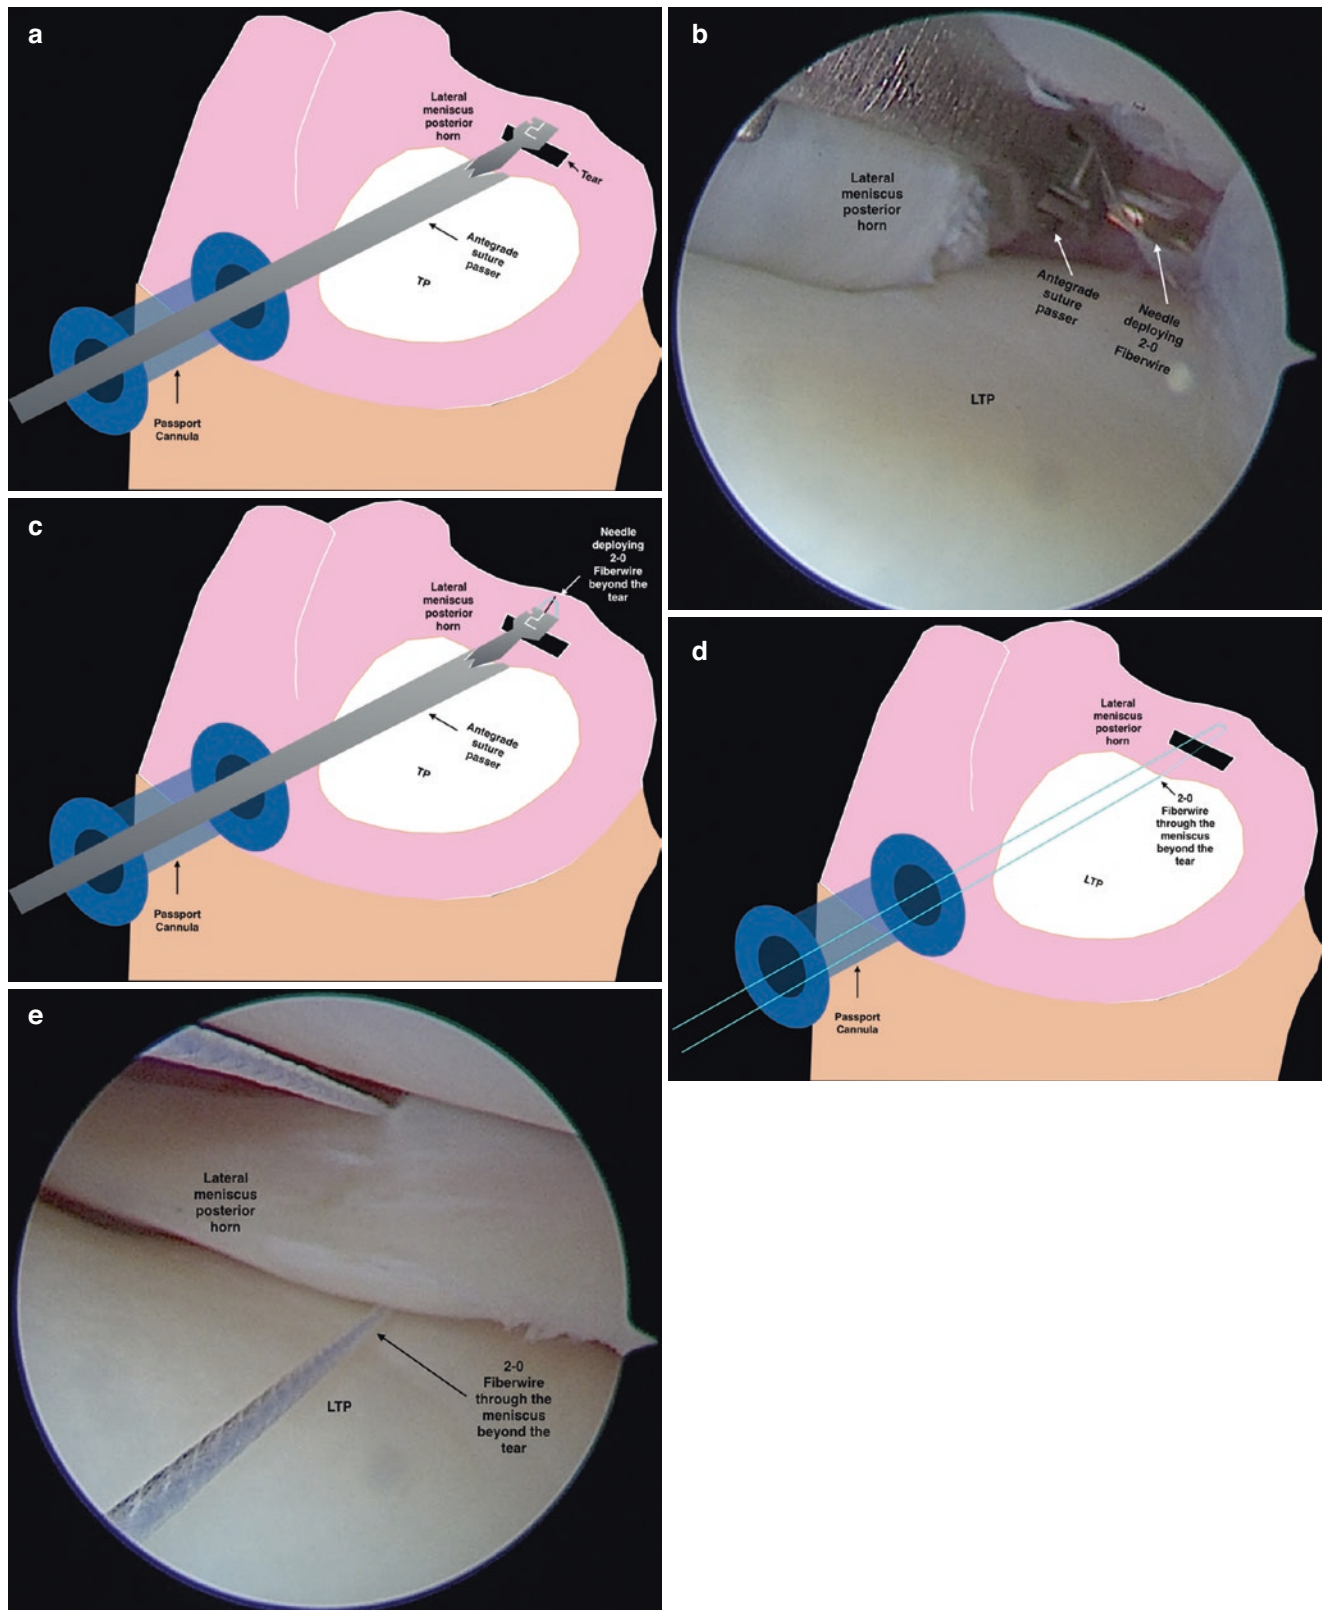 a
Lateral
meniscus
posterior
horn
Tear
Antegrade
suture
passer
TP
Passport
Cannula
b
Lateral
meniscus
posterior
horn
Antegrade
suture
passer
Needle
deploying
2-0
Fiberwire
LTP
c
Needle
deploying
2-0
Fiberwire
beyond the
tear
Lateral
meniscus
posterior
horn
Antegrade
suture
passer
TP
Passport
Cannula
d
Lateral
meniscus
posterior
horn
2-0
Fiberwire
through the
meniscus
beyond the
tear
LTP
Passport
Cannula
e
Lateral
meniscus
posterior
horn
2-0
Fiberwire
through the
meniscus
beyond the
tear
LTP